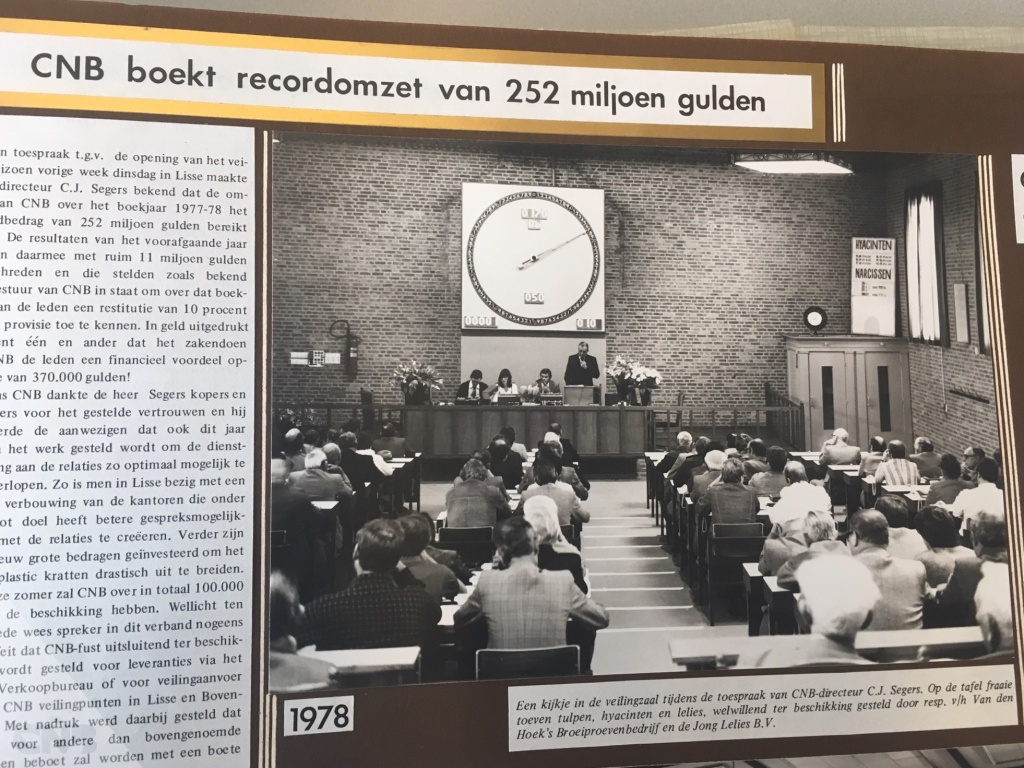 CNB boekt recordomzet van 252 miljoen gulden
n toespraak t.g.v. de opening van het vei-
izoen vorige week dinsdag in Lisse maakte
directeur C.J. Segers bekend dat de om-
an CNB over het boekjaar 1977-78 het
dbedrag van 252 miljoen gulden bereikt
De resultaten van het voorafgaande jaar
n daarmee met ruim 11 miljoen gulden
hreden en die stelden zoals bekend
estuur van CNB in staat om over dat boek-
an de leden een restitutie van 10 procent
provisie toe te kennen. In geld uitgedrukt
nt één en ander dat het zakendoen
NB de leden een financieel voordeel op-
e van 370.000 gulden!
ns CNB dankte de heer Segers kopers en
ers voor het gestelde vertrouwen en hij
erde de aanwezigen dat ook dit jaar
n het werk gesteld wordt om de dienst-
ng aan de relaties zo optimaal mogelijk te
erlopen. Zo is men in Lisse bezig met een
verbouwing van de kantoren die onder
ot doel heeft betere gespreksmogelijk-
met de relaties te creëeren. Verder zijn
euw grote bedragen geïnvesteerd om het
plastic kratten drastisch uit te breiden.
ze zomer zal CNB over in totaal 100.000
de beschikking hebben. Wellicht ten
ede wees spreker in dit verband nogeens
eit dat CNB-fust uitsluitend ter beschik-
wordt gesteld voor leveranties via het
Verkoopbureau of voor veilingaanvoer
CNB veilingpunten in Lisse en Boven-
Met nadruk werd daarbij gesteld dat
voor andere dan bovengenoemde
en beboet zal worden met een boete
HYACINTEN
NARCISSEN
050
0000
010
1978
Een kijkje in de veilingzaal tijdens de toespraak van CNB-directeur C.J. Segers. Op de tafel fraaie
toeven tulpen, hyacinten en lelies, welwillend ter beschikking gesteld door resp. v/h Van den
Hoek's Broeiproevenbedrijf en de Jong Lelies B.V.